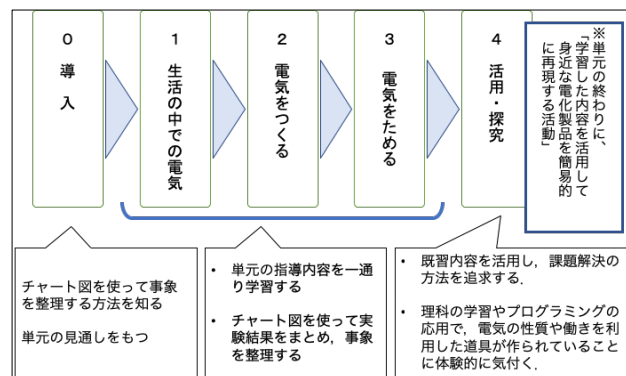 ０
導入
１
生活の中での電気
２
電気をつくる
３
電気をためる
４
活用・探究
※単元の終わりに、
「学習した内容を活用して
身近な電化製品を簡易的
に再現する活動」
チャート図を使って事象
を整理する方法を知る
単元の見通しをもつ
• 単元の指導内容を一通
り学習する
• チャート図を使って実
験結果をまとめ，事象
を整理する
• 既習内容を活用し，課題解決の
方法を追求する．
• 理科の学習やプログラミングの
応用で，電気の性質や働きを利
用した道具が作られていること
に体験的に気付く．